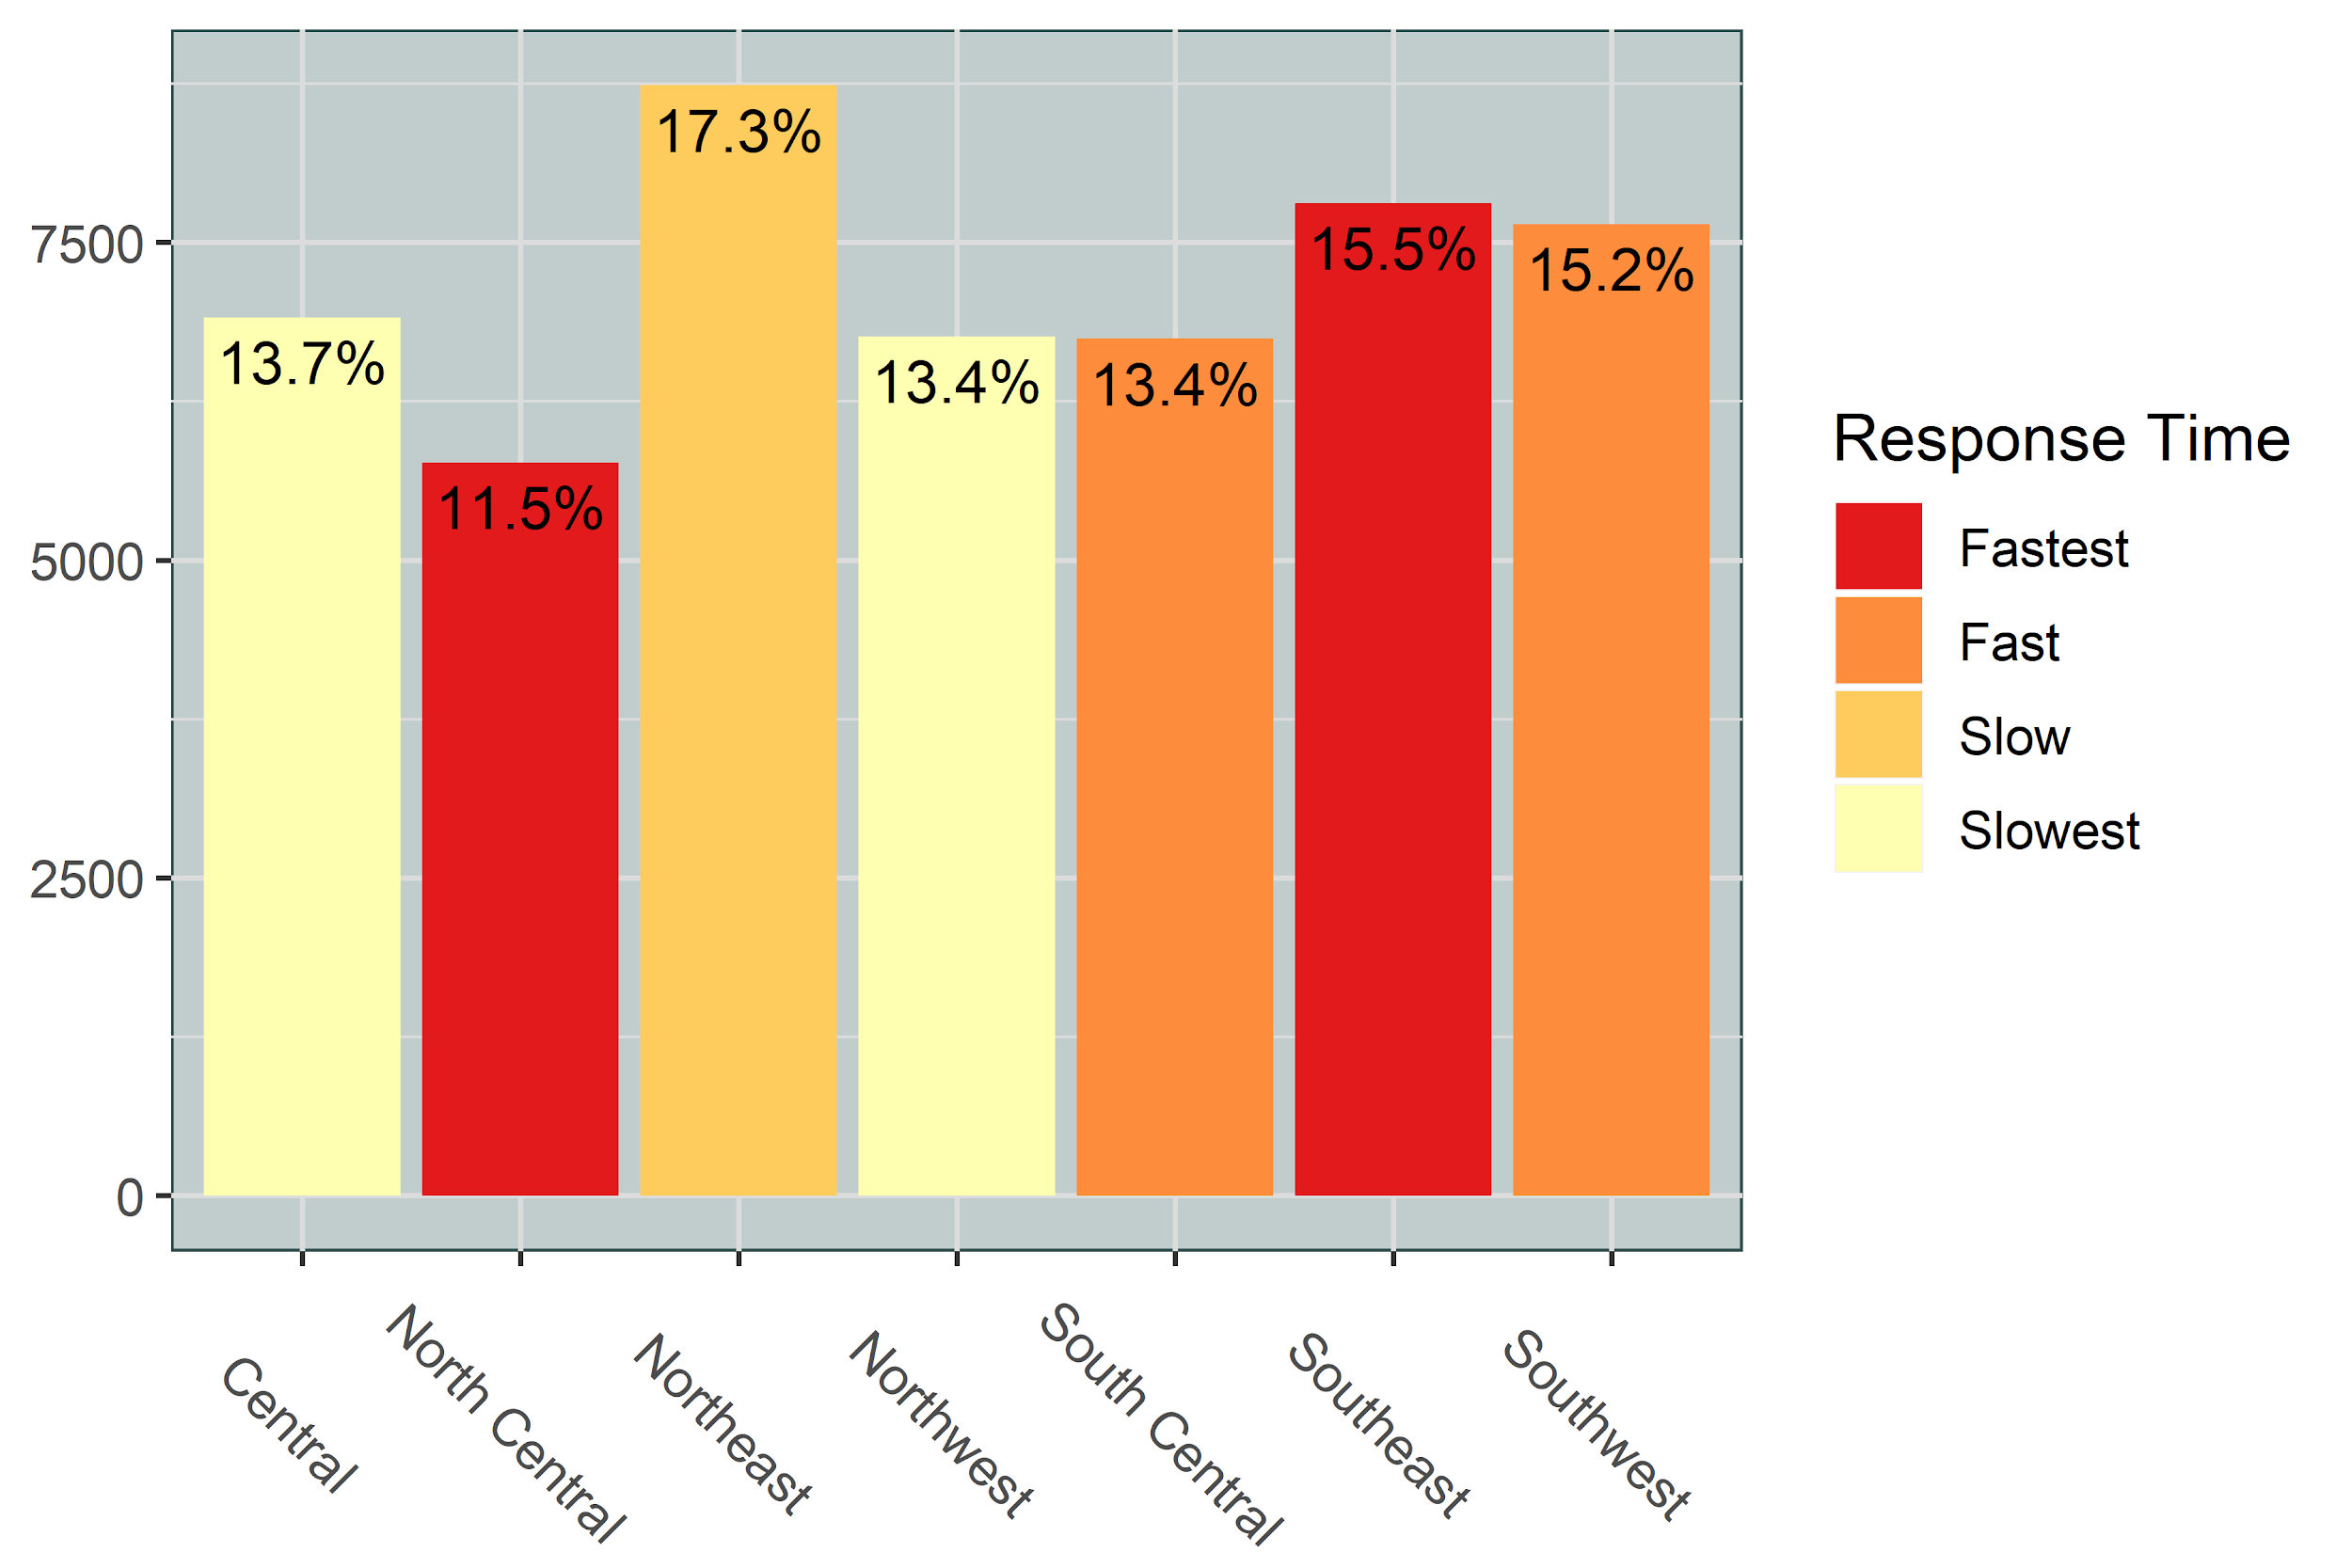 17.3%
7500
15.5%
15.2%
13.7%
13.4%
13.4%
Response Time
11.5%
Fastest
5000
Fast
Slow
Slowest
2500
0
Central
North Central
Northeast
Northwest
South Central
Southeast
Southwest